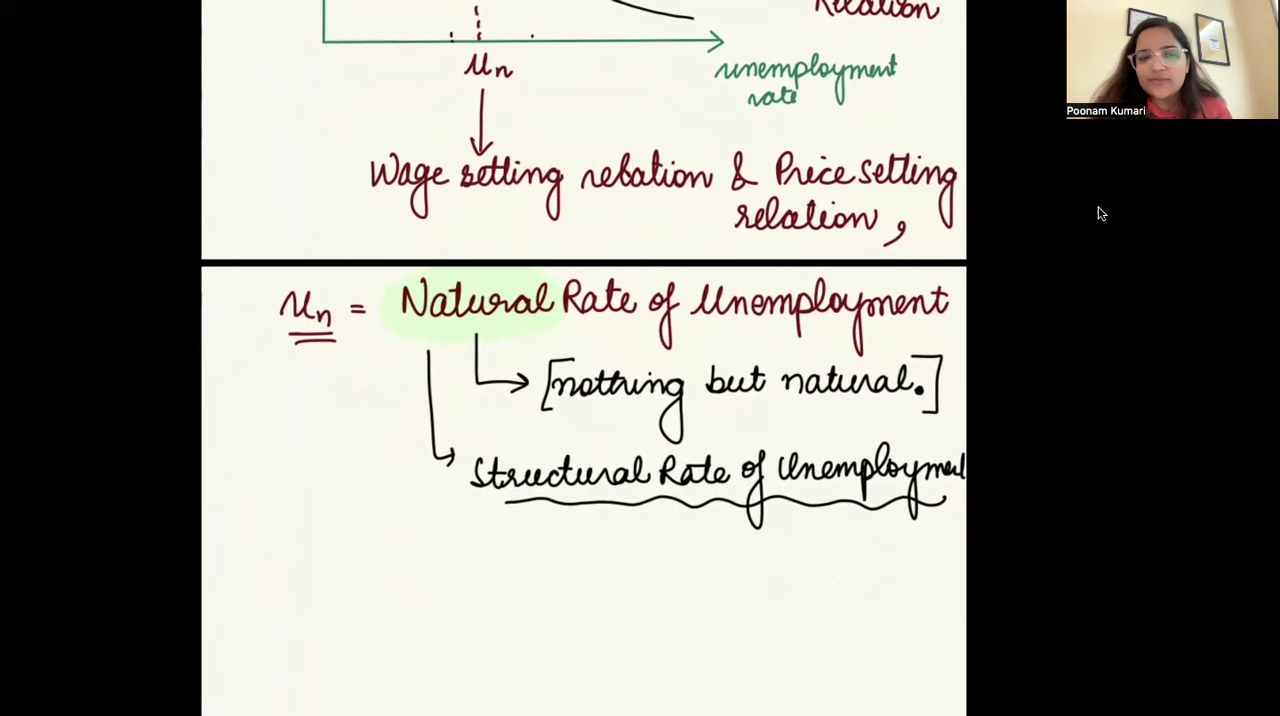 Relation
un
unemployment
rate
Poonam Kumari
Wage setting relation & Price setting
relation,
un = Natural Rate of Unemployment
[nothing but natural.]
Structural Rate of Unemployment